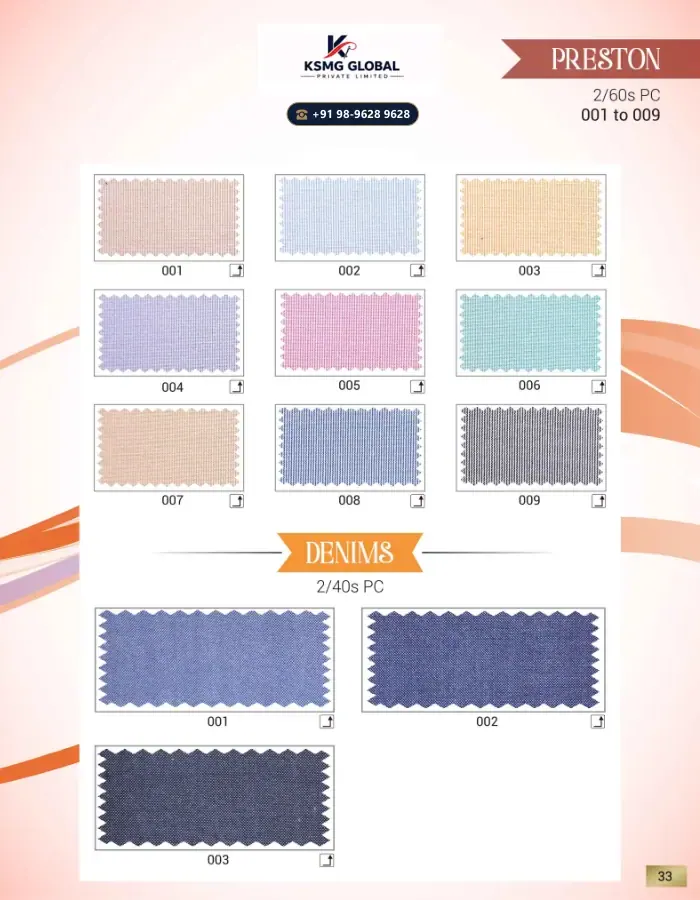 KSMG GLOBAL
PRIVATE LIMITED
+91 98-9628 9628
PRESTON
2/60s PC
001 to 009
001
002
003
004
005
006
007
008
009
DENIMS
2/40s PC
001
002
003
33